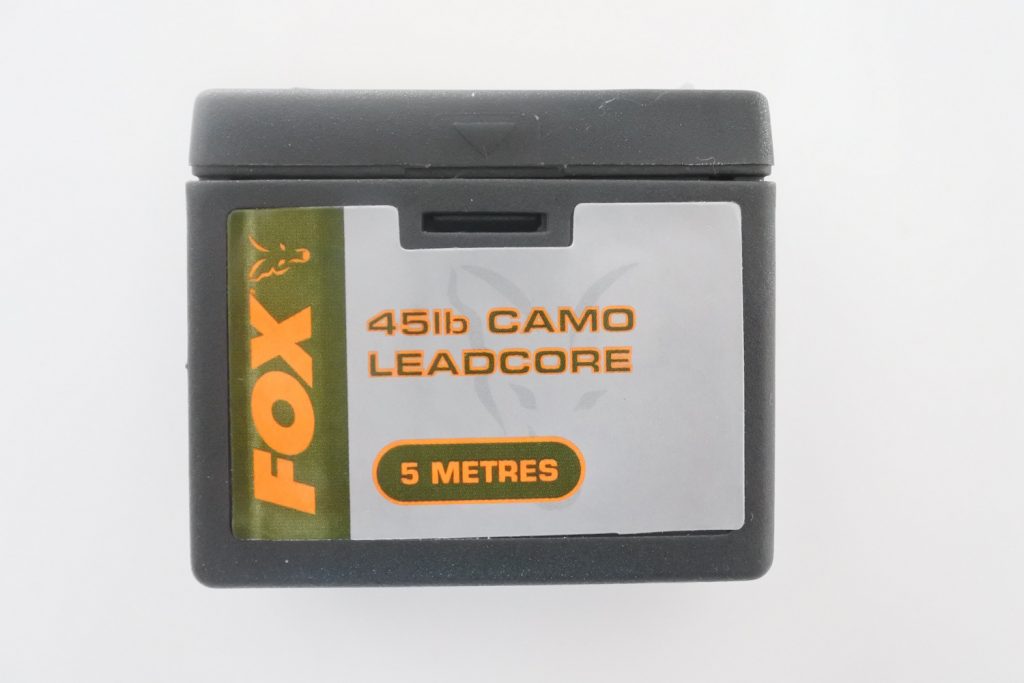 FOX
45lb CAMO
LEADCORE
5 METRES